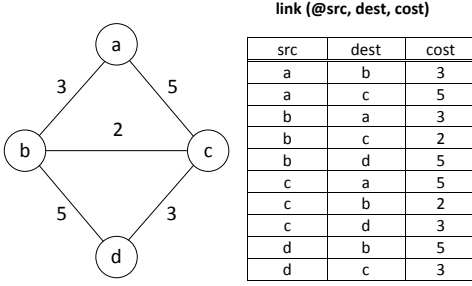 a
3
5
b
2
c
5
3
d
link (@src, dest, cost)
src dest cost
a b 3
a c 5
b a 3
b c 2
b d 5
c a 5
c b 2
c d 3
d b 5
d c 3